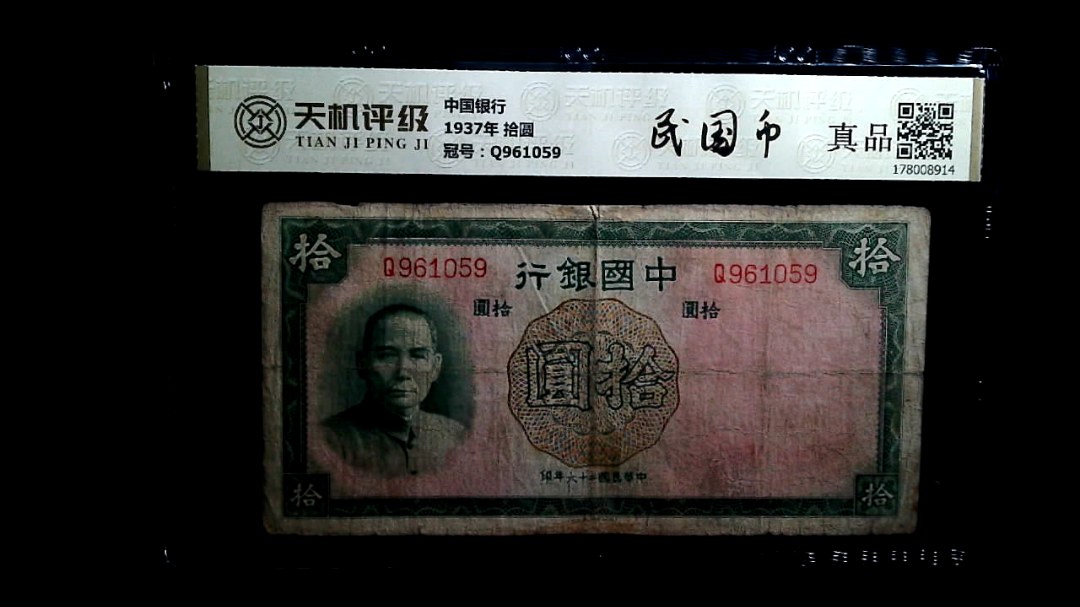 天机评级
TIAN JI PING JI
中国银行
1937年 拾圆
冠号：Q961059
民国币
真品
178008914
拾
拾
Q961059
行銀國中
Q961059
圓拾
圓拾
圓拾
印年六十二國民華中
拾
拾